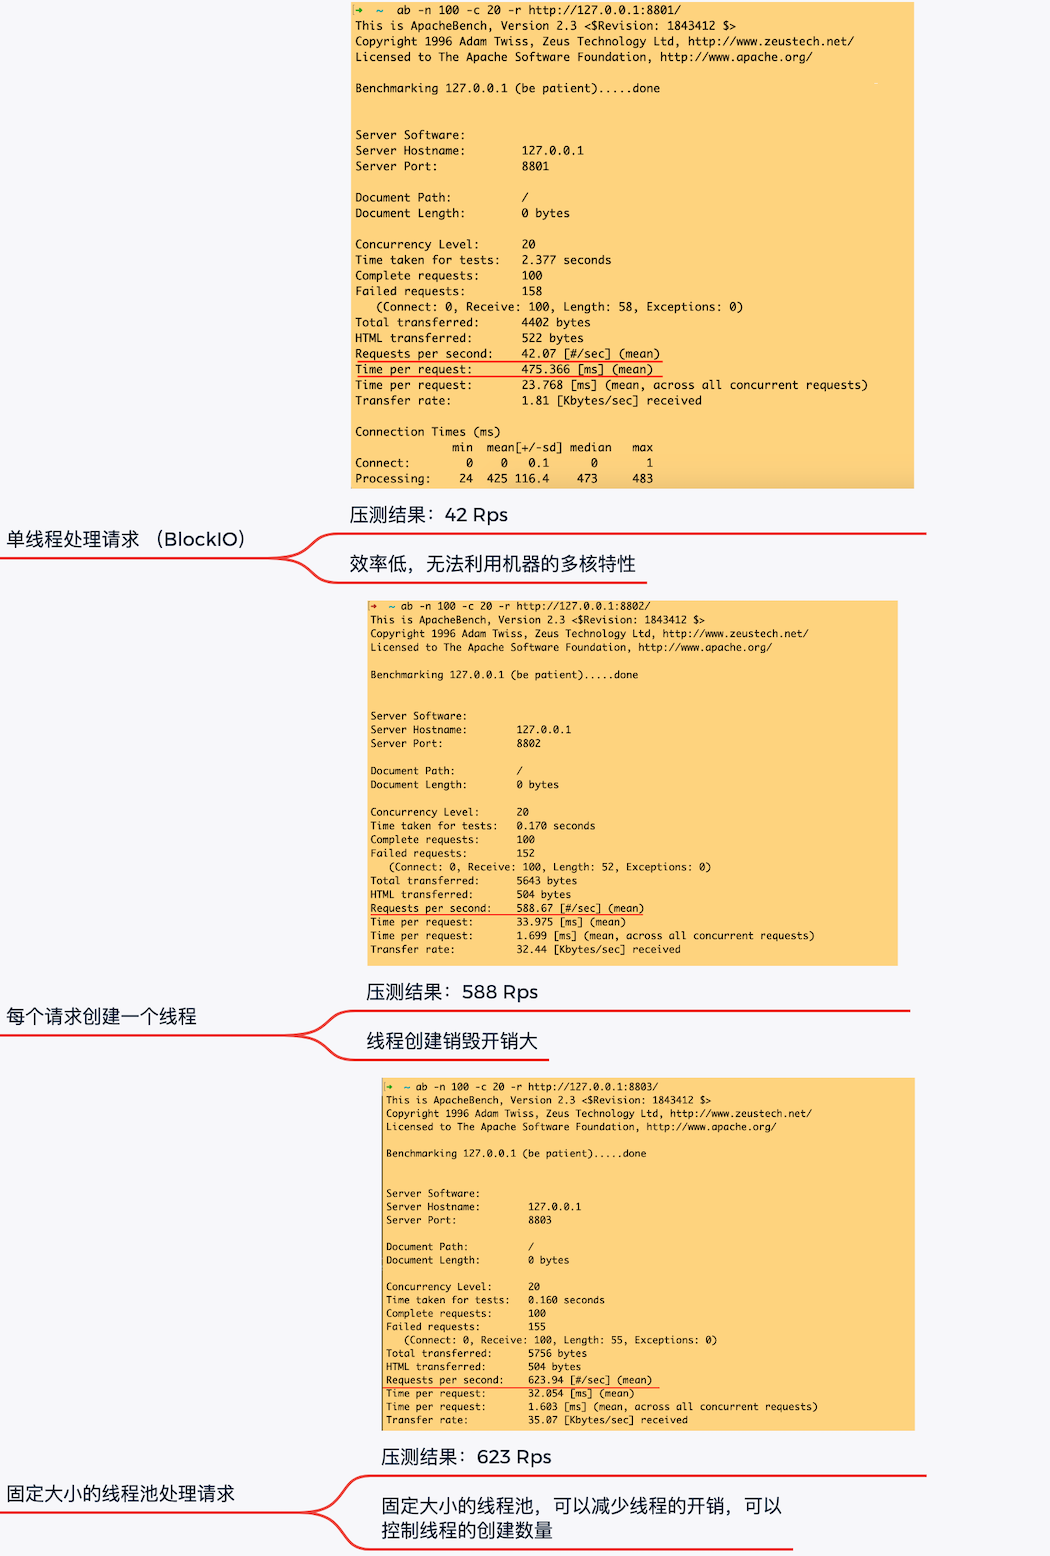 ➜  ~  ab -n 100 -c 20 -r http://127.0.0.1:8801/
This is ApacheBench, Version 2.3 <$Revision: 1843412 $>
Copyright 1996 Adam Twiss, Zeus Technology Ltd, http://www.zeustech.net/
Licensed to The Apache Software Foundation, http://www.apache.org/
Benchmarking 127.0.0.1 (be patient).....done
Server Software:
Server Hostname:        127.0.0.1
Server Port:            8801
Document Path:          /
Document Length:        0 bytes
Concurrency Level:      20
Time taken for tests:   2.377 seconds
Complete requests:      100
Failed requests:        158
   (Connect: 0, Receive: 100, Length: 58, Exceptions: 0)
Total transferred:      4402 bytes
HTML transferred:       522 bytes
Requests per second:    42.07 [#/sec] (mean)
Time per request:       475.366 [ms] (mean)
Time per request:       23.768 [ms] (mean, across all concurrent requests)
Transfer rate:          1.81 [Kbytes/sec] received
Connection Times (ms)
              min  mean[+/-sd] median   max
Connect:        0    0   0.1      0       1
Processing:    24  425 116.4    473     483
压测结果：42 Rps
单线程处理请求 （BlockIO）
效率低，无法利用机器的多核特性
➜  ~ ab -n 100 -c 20 -r http://127.0.0.1:8802/
This is ApacheBench, Version 2.3 <$Revision: 1843412 $>
Copyright 1996 Adam Twiss, Zeus Technology Ltd, http://www.zeustech.net/
Licensed to The Apache Software Foundation, http://www.apache.org/
Benchmarking 127.0.0.1 (be patient).....done
Server Software:
Server Hostname:        127.0.0.1
Server Port:            8802
Document Path:          /
Document Length:        0 bytes
Concurrency Level:      20
Time taken for tests:   0.170 seconds
Complete requests:      100
Failed requests:        152
   (Connect: 0, Receive: 100, Length: 52, Exceptions: 0)
Total transferred:      5643 bytes
HTML transferred:       504 bytes
Requests per second:    588.67 [#/sec] (mean)
Time per request:       33.975 [ms] (mean)
Time per request:       1.699 [ms] (mean, across all concurrent requests)
Transfer rate:          32.44 [Kbytes/sec] received
压测结果：588 Rps
每个请求创建一个线程
线程创建销毁开销大
➜  ~ ab -n 100 -c 20 -r http://127.0.0.1:8803/
This is ApacheBench, Version 2.3 <$Revision: 1843412 $>
Copyright 1996 Adam Twiss, Zeus Technology Ltd, http://www.zeustech.net/
Licensed to The Apache Software Foundation, http://www.apache.org/
Benchmarking 127.0.0.1 (be patient).....done
Server Software:
Server Hostname:        127.0.0.1
Server Port:            8803
Document Path:          /
Document Length:        0 bytes
Concurrency Level:      20
Time taken for tests:   0.160 seconds
Complete requests:      100
Failed requests:        155
   (Connect: 0, Receive: 100, Length: 55, Exceptions: 0)
Total transferred:      5756 bytes
HTML transferred:       504 bytes
Requests per second:    623.94 [#/sec] (mean)
Time per request:       32.054 [ms] (mean)
Time per request:       1.603 [ms] (mean, across all concurrent requests)
Transfer rate:          35.07 [Kbytes/sec] received
压测结果：623 Rps
固定大小的线程池处理请求
固定大小的线程池，可以减少线程的开销，可以
控制线程的创建数量